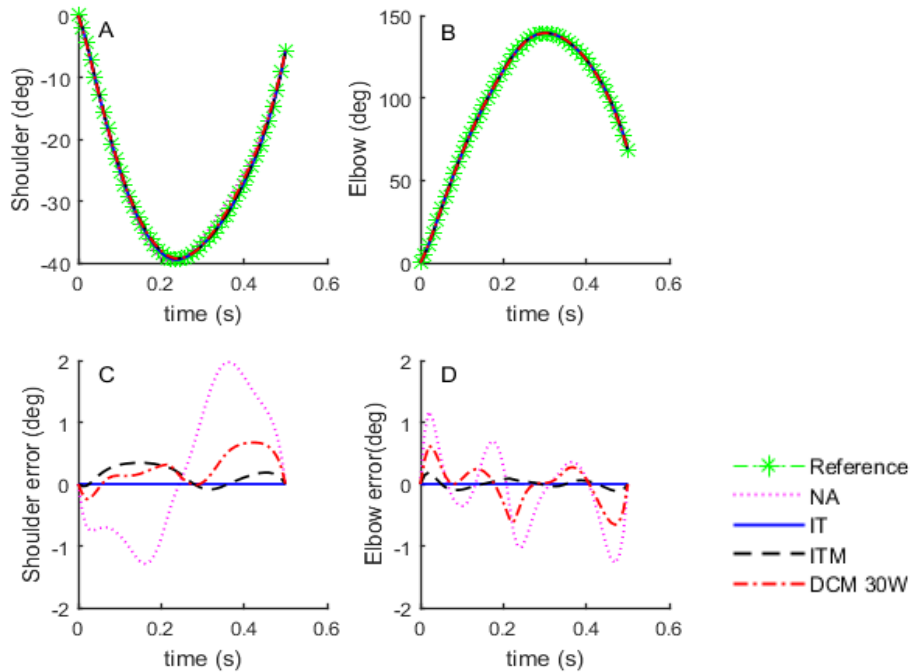 A
Shoulder (deg)
0
-10
-20
-30
-40
0
0.2
0.4
0.6
time (s)
B
Elbow (deg)
150
100
50
0
0
0.2
0.4
0.6
time (s)
C
Shoulder error (deg)
2
1
0
-1
-2
0
0.2
0.4
0.6
time (s)
D
Elbow error(deg)
2
1
0
-1
-2
0
0.2
0.4
0.6
time (s)
Reference
NA
IT
ITM
DCM 30W